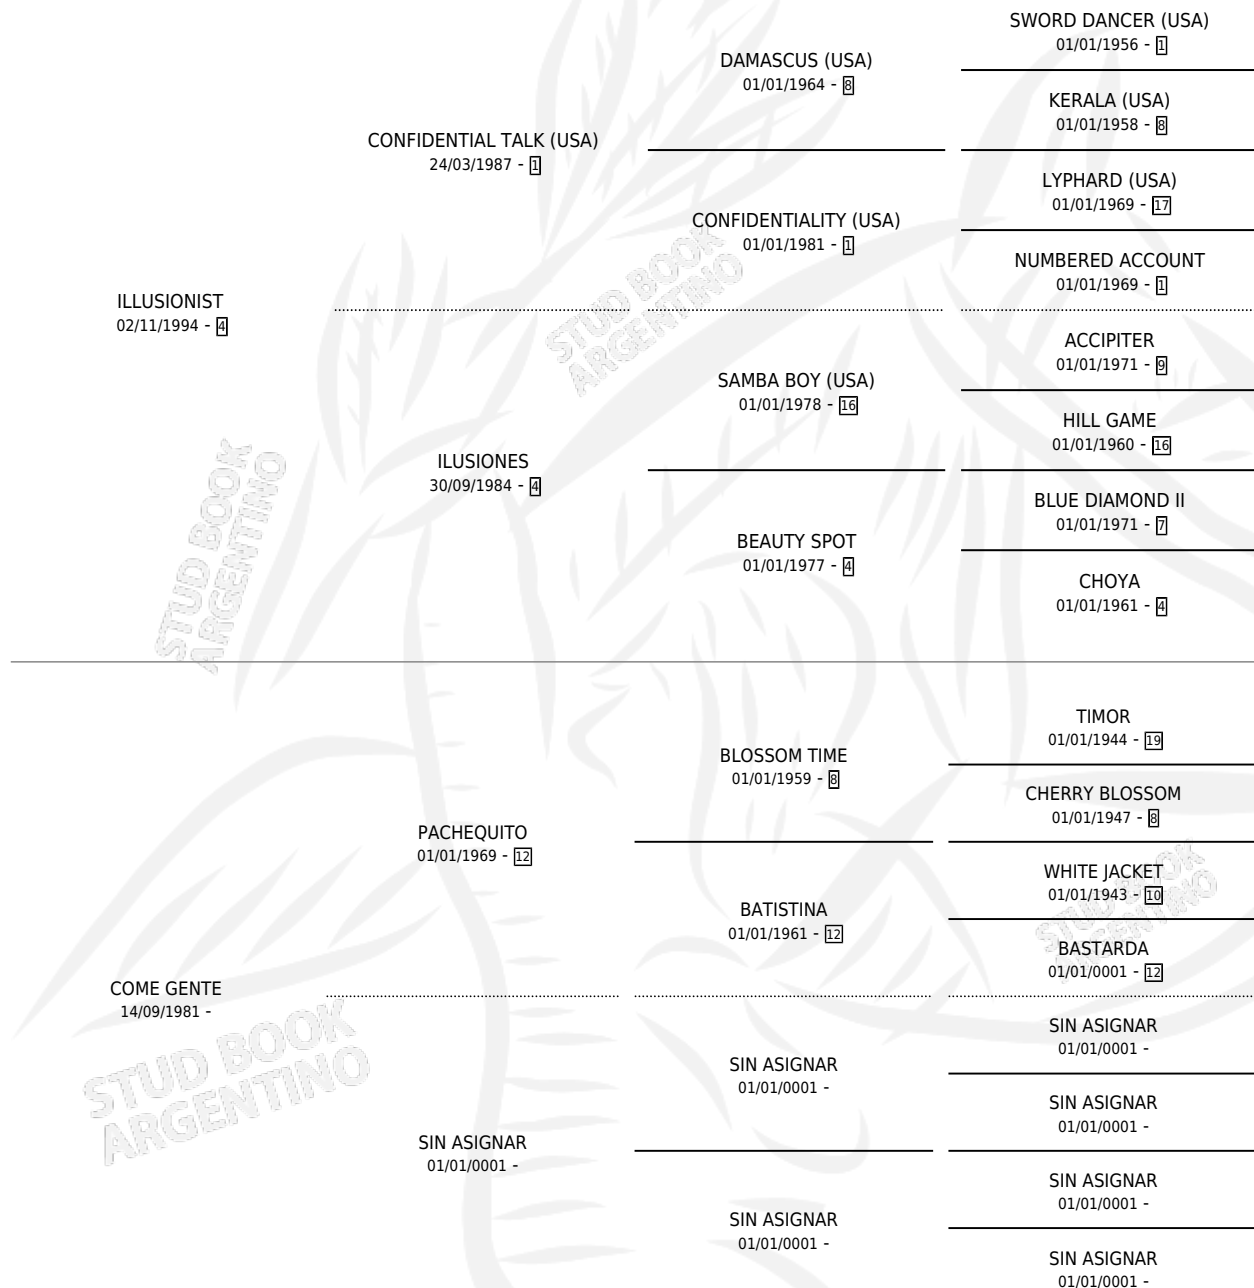 SWORD DANCER (USA)
01/01/1956 - 1
DAMASCUS (USA)
01/01/1964 - 8
KERALA (USA)
01/01/1958 - 8
CONFIDENTIAL TALK (USA)
24/03/1987 - 1
LYPHARD (USA)
01/01/1969 - 17
CONFIDENTIALITY (USA)
01/01/1981 - 1
NUMBERED ACCOUNT
01/01/1969 - 1
ILLUSIONIST
02/11/1994 - 4
ACCIPITER
01/01/1971 - 9
SAMBA BOY (USA)
01/01/1978 - 16
HILL GAME
01/01/1960 - 16
ILUSIONES
30/09/1984 - 4
BLUE DIAMOND II
01/01/1971 - 7
BEAUTY SPOT
01/01/1977 - 4
CHOYA
01/01/1961 - 4
TIMOR
01/01/1944 - 19
BLOSSOM TIME
01/01/1959 - 8
CHERRY BLOSSOM
01/01/1947 - 8
PACHEQUITO
01/01/1969 - 12
WHITE JACKET
01/01/1943 - 10
BATISTINA
01/01/1961 - 12
BASTARDA
01/01/0001 - 12
COME GENTE
14/09/1981 -
SIN ASIGNAR
01/01/0001 -
SIN ASIGNAR
01/01/0001 -
SIN ASIGNAR
01/01/0001 -
SIN ASIGNAR
01/01/0001 -
SIN ASIGNAR
01/01/0001 -
SIN ASIGNAR
01/01/0001 -
SIN ASIGNAR
01/01/0001 -
STUD BOOK
ARGENTINO
STUD BOOK
ARGENTINO
STUD BOOK
ARGENTINO
STUD BOOK
ARGENTINO